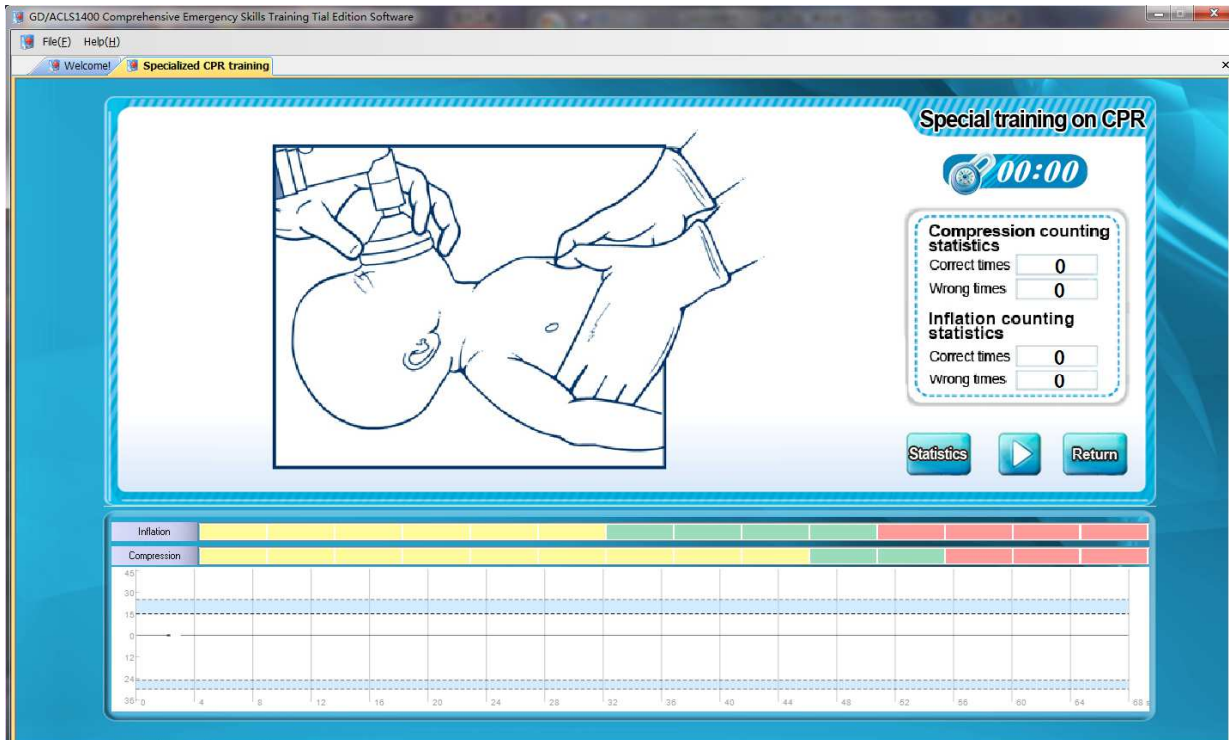 GD/ACLS1400 Comprehensive Emergency Skills Training Tial Edition Software
File(F) Help(H)
Welcome! Specialized CPR training
Special training on CPR
00:00
Compression counting
statistics
Correct times 0
Wrong times 0
Inflation counting
statistics
Correct times 0
Wrong times 0
Statistics Return
Inflation
Compression
45
30
15
0
12
24
36
0 4 8 12 16 20 24 28 32 36 40 44 48 52 56 60 64 68 s